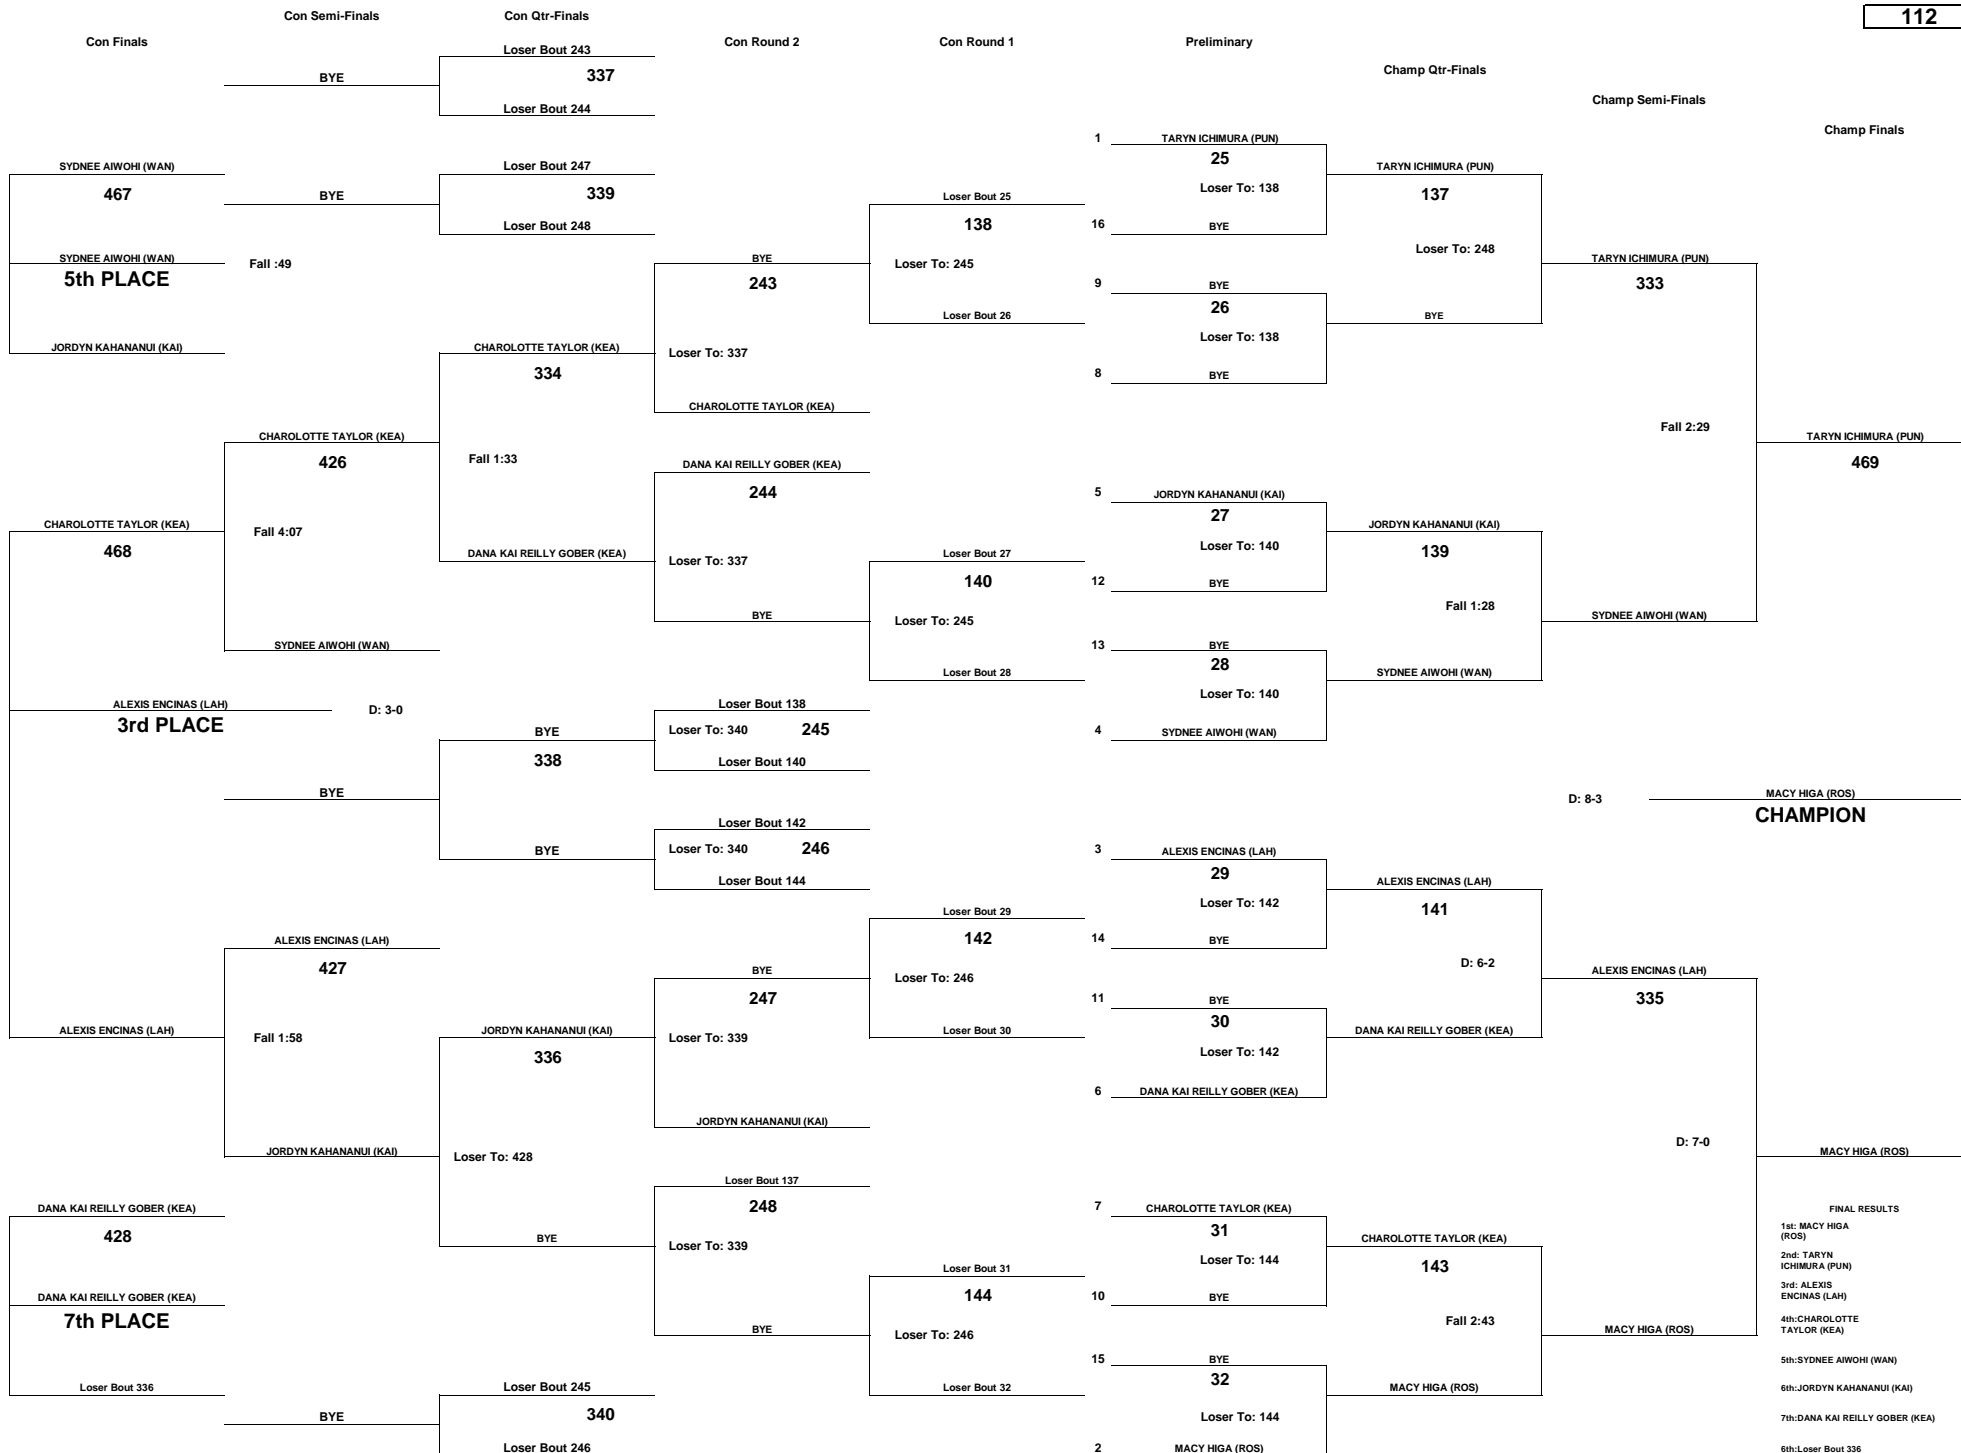 112
Con Semi-Finals
Con Qtr-Finals
Con Finals
Con Round 2
Con Round 1
Preliminary
Champ Qtr-Finals
Champ Semi-Finals
Champ Finals
Loser Bout 243
BYE
337
Loser Bout 244
SYDNEE AIWOHI (WAN)
467
SYDNEE AIWOHI (WAN)
5th PLACE
Fall :49
JORDYN KAHANANUI (KAI)
Loser Bout 247
BYE
339
Loser Bout 248
CHAROLOTTE TAYLOR (KEA)
468
ALEXIS ENCINAS (LAH)
3rd PLACE
D: 3-0
ALEXIS ENCINAS (LAH)
CHAROLOTTE TAYLOR (KEA)
426
Fall 4:07
SYDNEE AIWOHI (WAN)
BYE
ALEXIS ENCINAS (LAH)
427
Fall 1:58
JORDYN KAHANANUI (KAI)
DANA KAI REILLY GOBER (KEA)
428
DANA KAI REILLY GOBER (KEA)
7th PLACE
Loser Bout 336
BYE
CHAROLOTTE TAYLOR (KEA)
334
Fall 1:33
DANA KAI REILLY GOBER (KEA)
BYE
338
BYE
JORDYN KAHANANUI (KAI)
336
Loser To: 428
BYE
Loser Bout 245
340
Loser Bout 246
BYE
243
Loser To: 337
CHAROLOTTE TAYLOR (KEA)
DANA KAI REILLY GOBER (KEA)
244
Loser To: 337
BYE
Loser Bout 138
Loser To: 340 245
Loser Bout 140
Loser Bout 142
Loser To: 340 246
Loser Bout 144
BYE
247
Loser To: 339
JORDYN KAHANANUI (KAI)
Loser Bout 137
248
Loser To: 339
BYE
Loser Bout 25
138
Loser To: 245
Loser Bout 26
Loser Bout 27
140
Loser To: 245
Loser Bout 28
Loser Bout 29
142
Loser To: 246
Loser Bout 30
Loser Bout 31
144
Loser To: 246
Loser Bout 32
1 TARYN ICHIMURA (PUN)
25
Loser To: 138
16 BYE
9 BYE
26
Loser To: 138
8 BYE
5 JORDYN KAHANANUI (KAI)
27
Loser To: 140
12 BYE
13 BYE
28
Loser To: 140
4 SYDNEE AIWOHI (WAN)
3 ALEXIS ENCINAS (LAH)
29
Loser To: 142
14 BYE
11 BYE
30
Loser To: 142
6 DANA KAI REILLY GOBER (KEA)
7 CHAROLOTTE TAYLOR (KEA)
31
Loser To: 144
10 BYE
15 BYE
32
Loser To: 144
2 MACY HIGA (ROS)
TARYN ICHIMURA (PUN)
137
Loser To: 248
BYE
JORDYN KAHANANUI (KAI)
139
Fall 1:28
SYDNEE AIWOHI (WAN)
ALEXIS ENCINAS (LAH)
141
D: 6-2
DANA KAI REILLY GOBER (KEA)
CHAROLOTTE TAYLOR (KEA)
143
Fall 2:43
MACY HIGA (ROS)
TARYN ICHIMURA (PUN)
333
Fall 2:29
SYDNEE AIWOHI (WAN)
ALEXIS ENCINAS (LAH)
335
D: 7-0
MACY HIGA (ROS)
TARYN ICHIMURA (PUN)
469
D: 8-3
MACY HIGA (ROS)
CHAMPION
MACY HIGA (ROS)
FINAL RESULTS
1st: MACY HIGA
(ROS)
2nd: TARYN
ICHIMURA (PUN)
3rd: ALEXIS
ENCINAS (LAH)
4th:CHAROLOTTE
TAYLOR (KEA)
5th:SYDNEE AIWOHI (WAN)
6th:JORDYN KAHANANUI (KAI)
7th:DANA KAI REILLY GOBER (KEA)
6th:Loser Bout 336